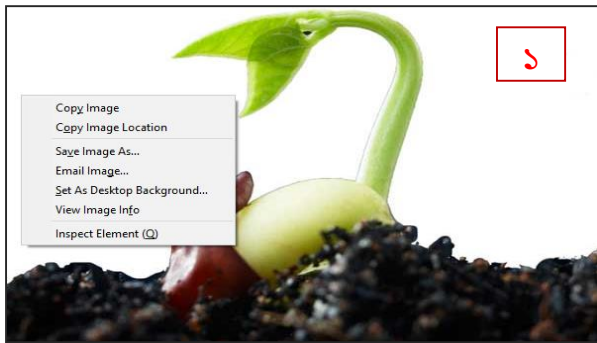 ১
Copy Image
Copy Image Location
Save Image As...
Email Image...
Set As Desktop Background...
View Image Info
Inspect Element (Q)